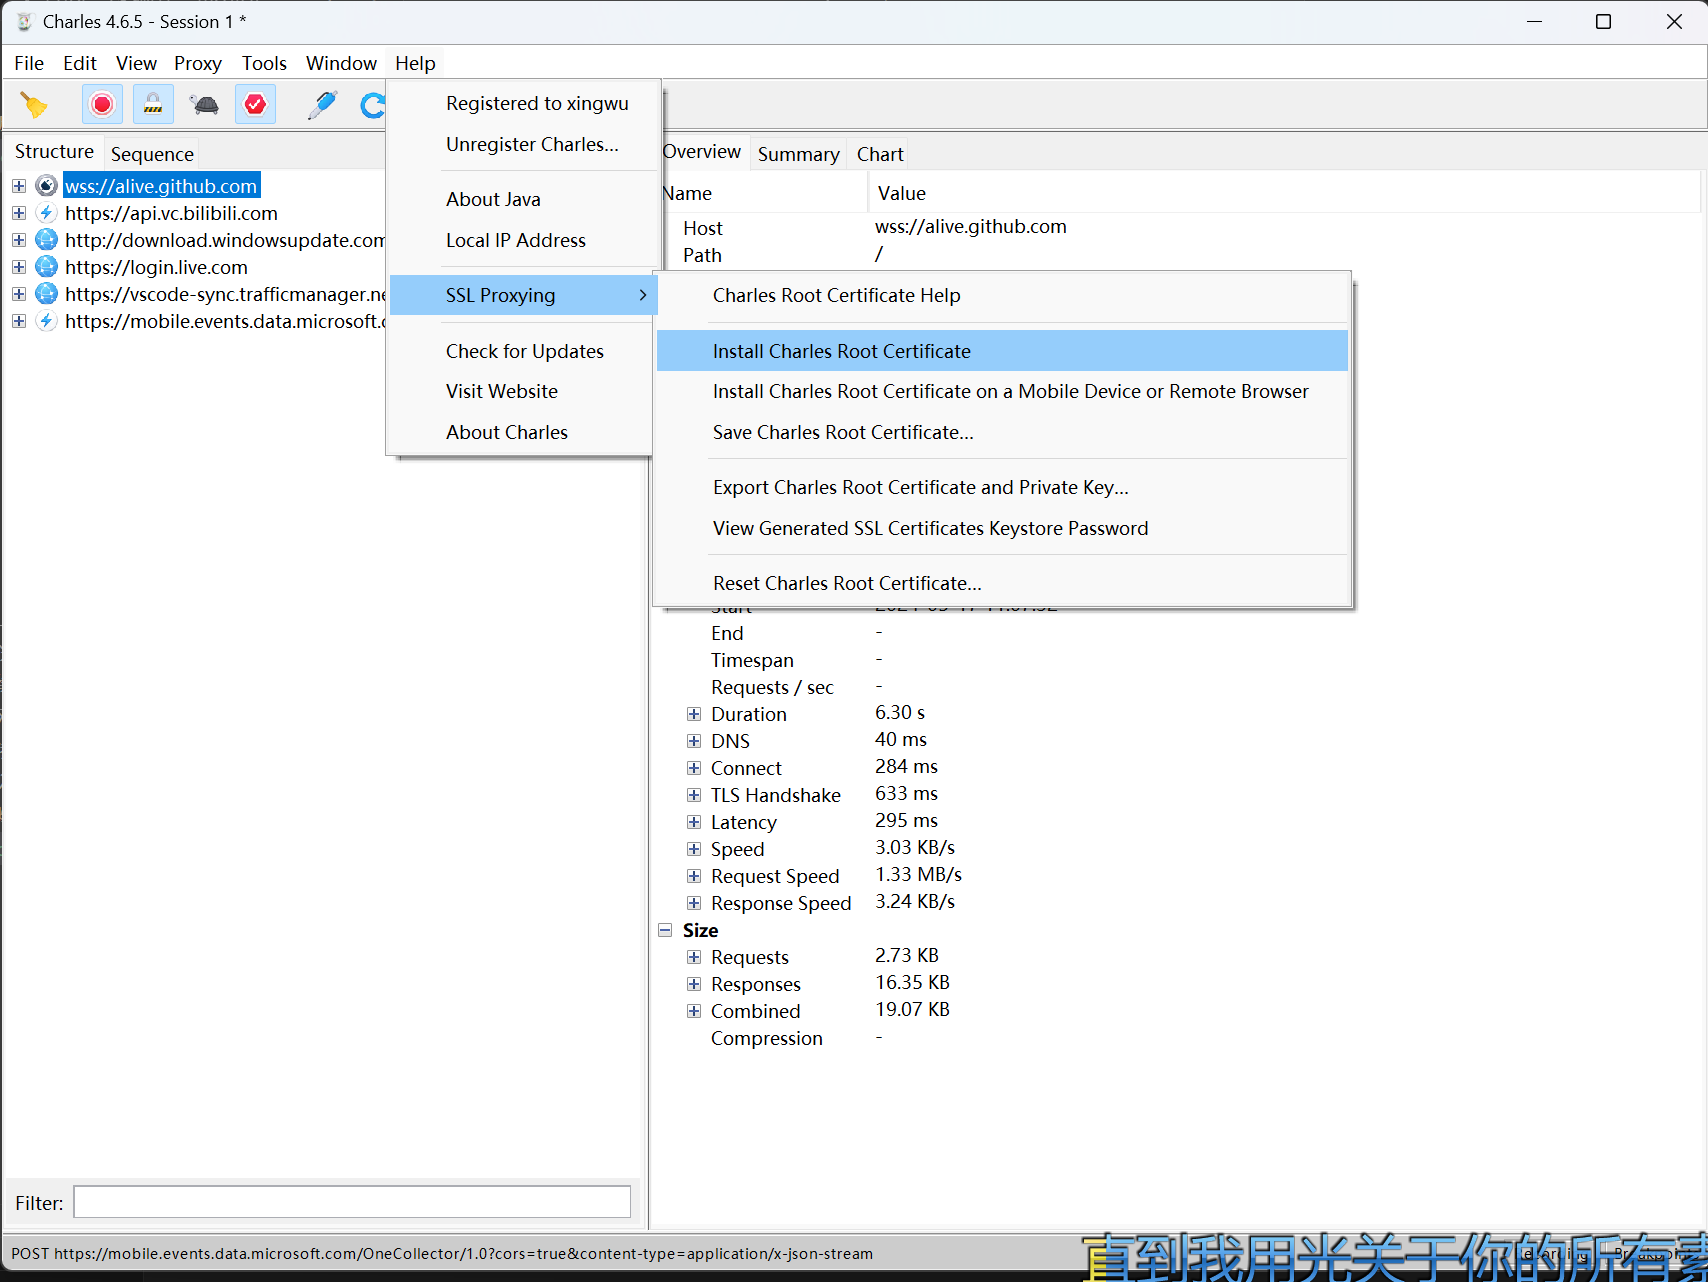 Charles 4.6.5 - Session 1 *
File Edit View Proxy Tools Window Help
Structure Sequence
wss://alive.github.com
https://api.vc.bilibili.com
http://download.windowsupdate.com
https://login.live.com
https://vscode-sync.trafficmanager.ne
https://mobile.events.data.microsoft.c
Filter:
Registered to xingwu
Unregister Charles...
About Java
Local IP Address
SSL Proxying
Check for Updates
Visit Website
About Charles
Charles Root Certificate Help
Install Charles Root Certificate
Install Charles Root Certificate on a Mobile Device or Remote Browser
Save Charles Root Certificate...
Export Charles Root Certificate and Private Key...
View Generated SSL Certificates Keystore Password
Reset Charles Root Certificate...
Overview Summary Chart
Name Value
Host wss://alive.github.com
Path /
Start
End -
Timespan -
Requests / sec -
Duration 6.30 s
DNS 40 ms
Connect 284 ms
TLS Handshake 633 ms
Latency 295 ms
Speed 3.03 KB/s
Request Speed 1.33 MB/s
Response Speed 3.24 KB/s
Size
Requests 2.73 KB
Responses 16.35 KB
Combined 19.07 KB
Compression -
POST https://mobile.events.data.microsoft.com/OneCollector/1.0?cors=true&content-type=application/x-json-stream
Recording Breakpoints
直到我用光关于你的所有素